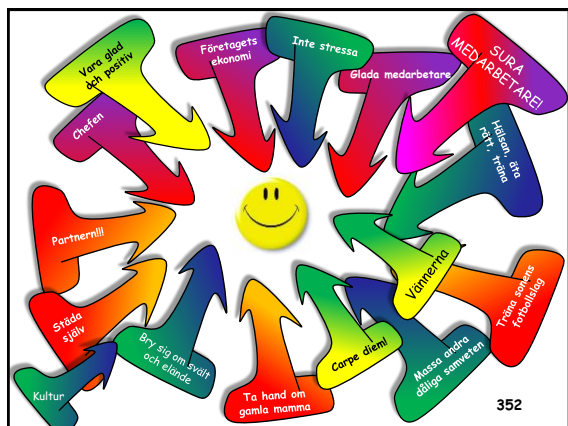 Vara glad
och positiv
Företagets
ekonomi
Inte stressa
Glada medarbetare
SURA
MEDARBETARE!
Chefen
Hälsan, äta
rätt, träna
Partnern!!!
Vännerna
Träna sonens
fotbollslag
Städa
själv
Bry sig om svält
och elände
Carpe diem!
Massa andra
dåliga samveten
Kultur
Ta hand om
gamla mamma
352